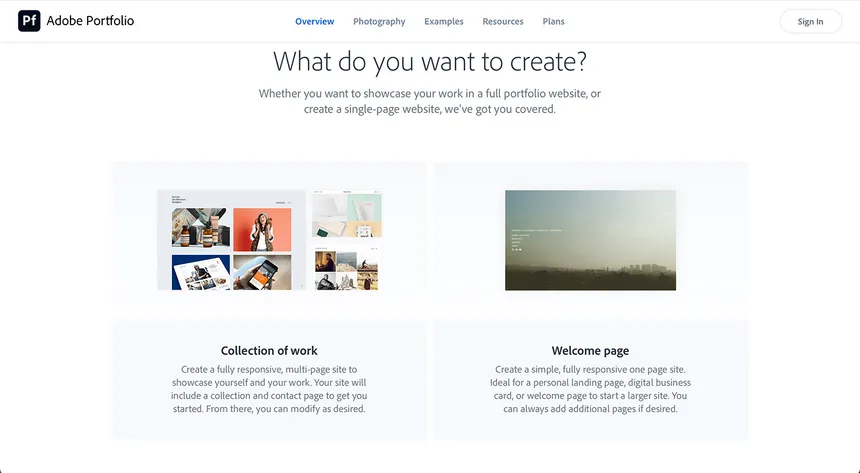 Pf Adobe Portfolio
Overview Photography Examples Resources Plans
Sign In
What do you want to create?
Whether you want to showcase your work in a full portfolio website, or
create a single-page website, we've got you covered.
Collection of work
Create a fully responsive, multi-page site to
showcase yourself and your work. Your site will
include a collection and contact page to get you
started. From there, you can modify as desired.
Welcome page
Create a simple, fully responsive one page site.
Ideal for a personal landing page, digital business
card, or welcome page to start a larger site. You
can always add additional pages if desired.